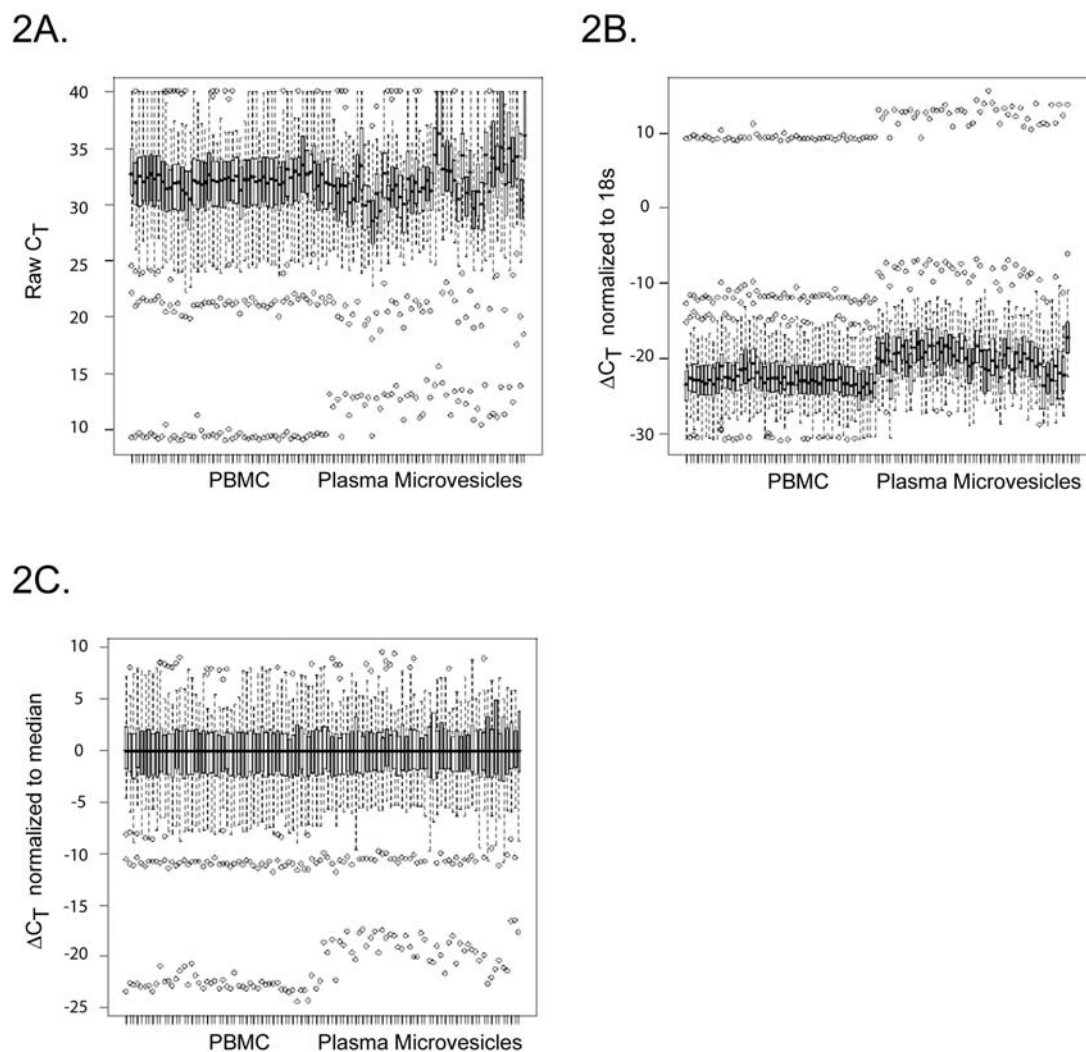 2A.
Raw CT
40
35
30
25
20
15
10
PBMC
Plasma Microvesicles
2B.
ΔCT normalized to 18s
10
0
-10
-20
-30
PBMC
Plasma Microvesicles
2C.
ΔCT normalized to median
10
5
0
-5
-10
-15
-20
-25
PBMC
Plasma Microvesicles